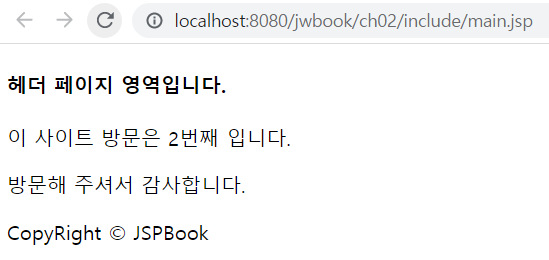 localhost:8080/jwbook/ch02/include/main.jsp
헤더 페이지 영역입니다.
이 사이트 방문은 2번째 입니다.
방문해 주셔서 감사합니다.
CopyRight © JSPBook